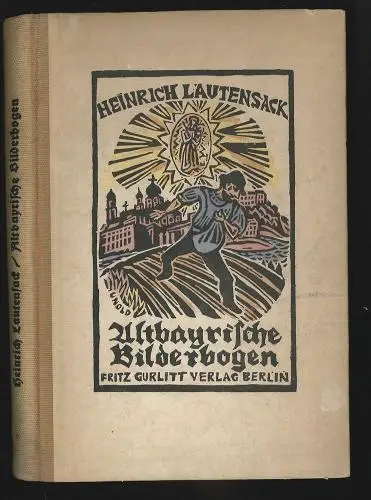 Heinrich Lautensack / Altbayrische Bilderbogen
HEINRICH LAUTENSACK
UNOLD
Altbayrische
Bilderbogen
FRITZ GURLITT VERLAG BERLIN